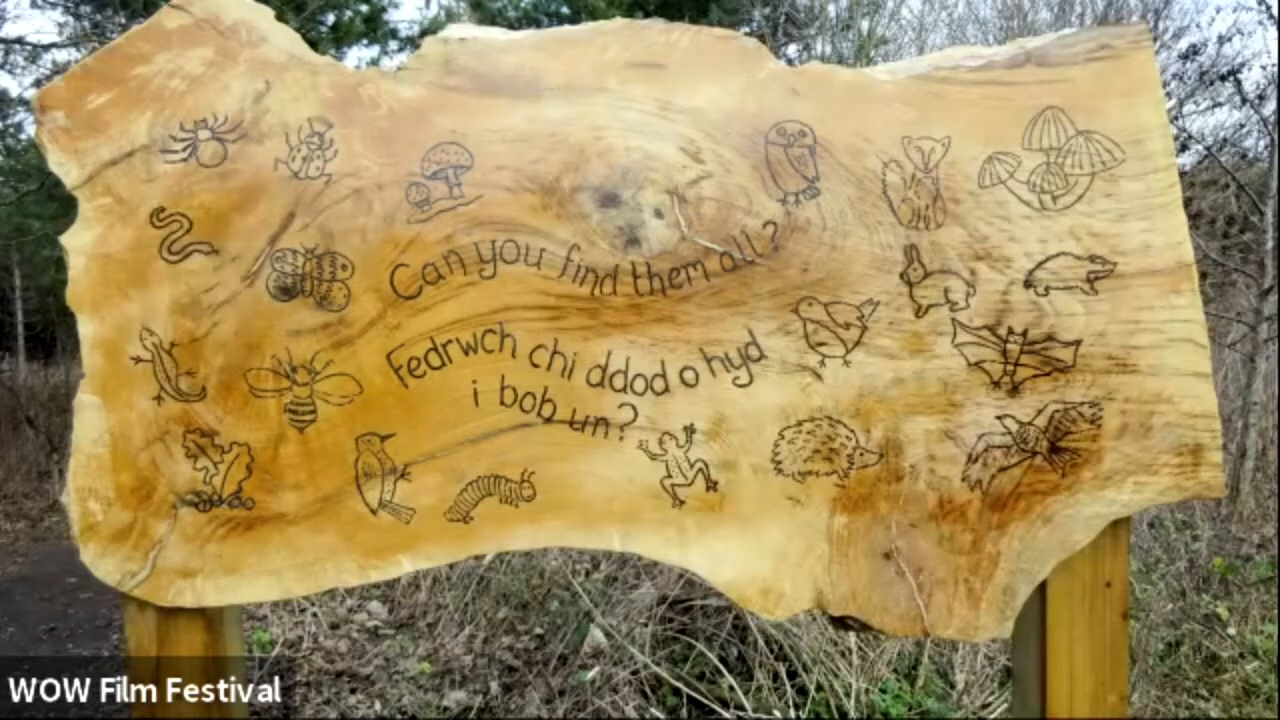 Can you find them all?
Fedrwch chi ddod o hyd
i bob un?
WOW Film Festival